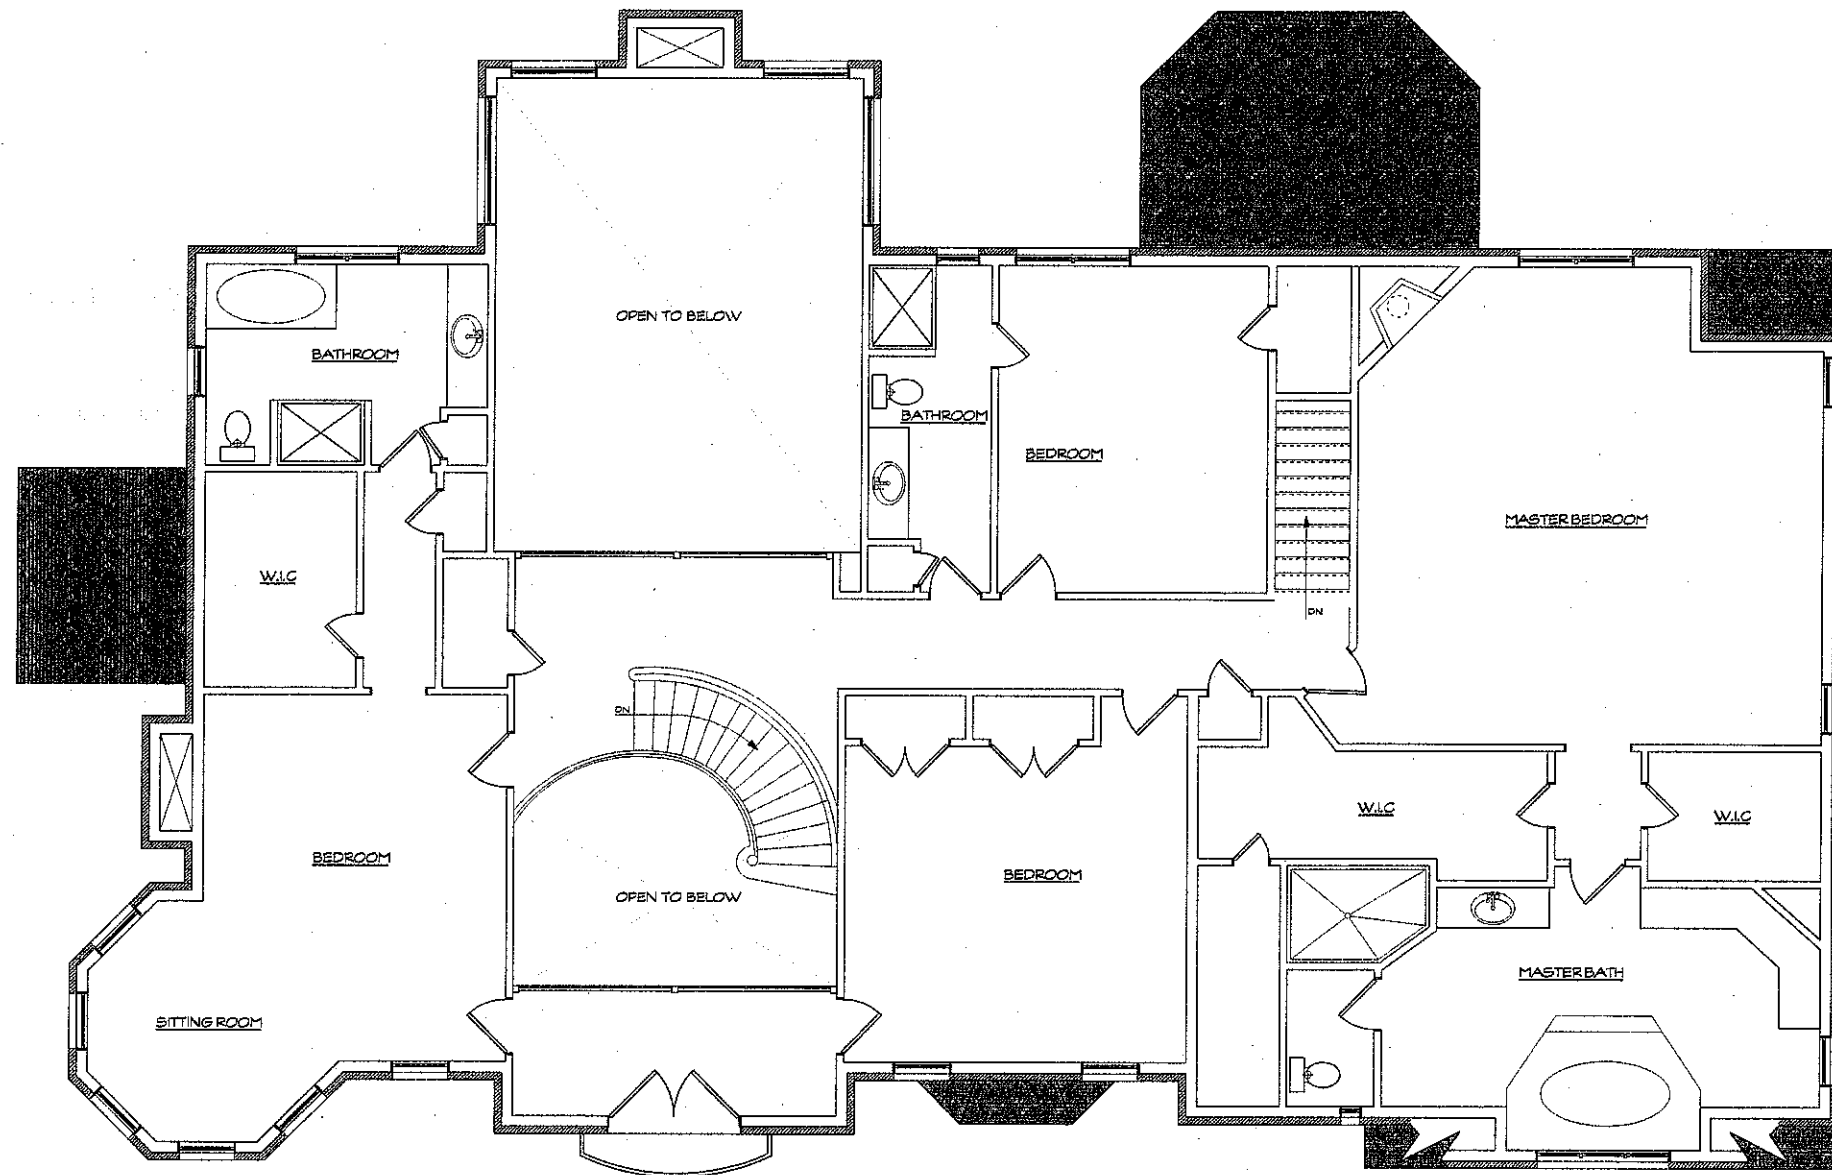 OPEN TO BELOW
BATHROOM
BATHROOM
BEDROOM
MASTER BEDROOM
W.I.C
DN
DN
W.I.C
W.I.C
BEDROOM
BEDROOM
OPEN TO BELOW
MASTER BATH
SITTING ROOM